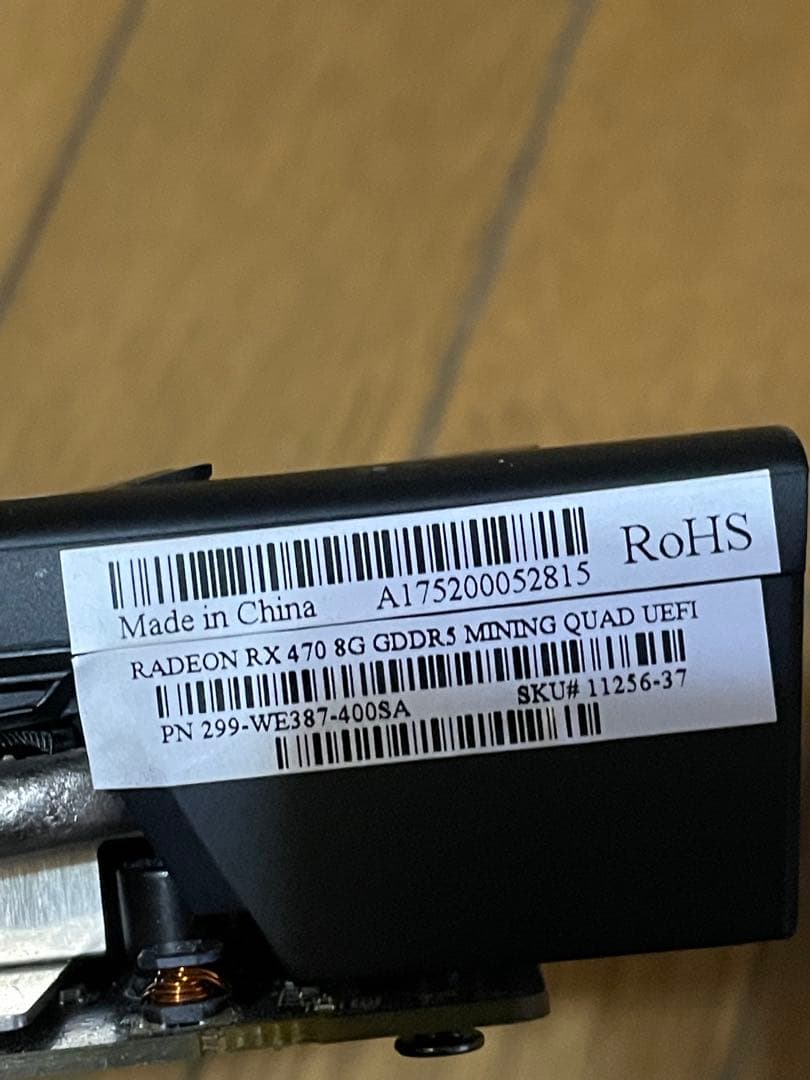 RoHS
Made in China A175200052815
RADEON RX 470 8G GDDR5 MINING QUAD UEFI
PN 299-WE387-400SA SKU# 11256-37